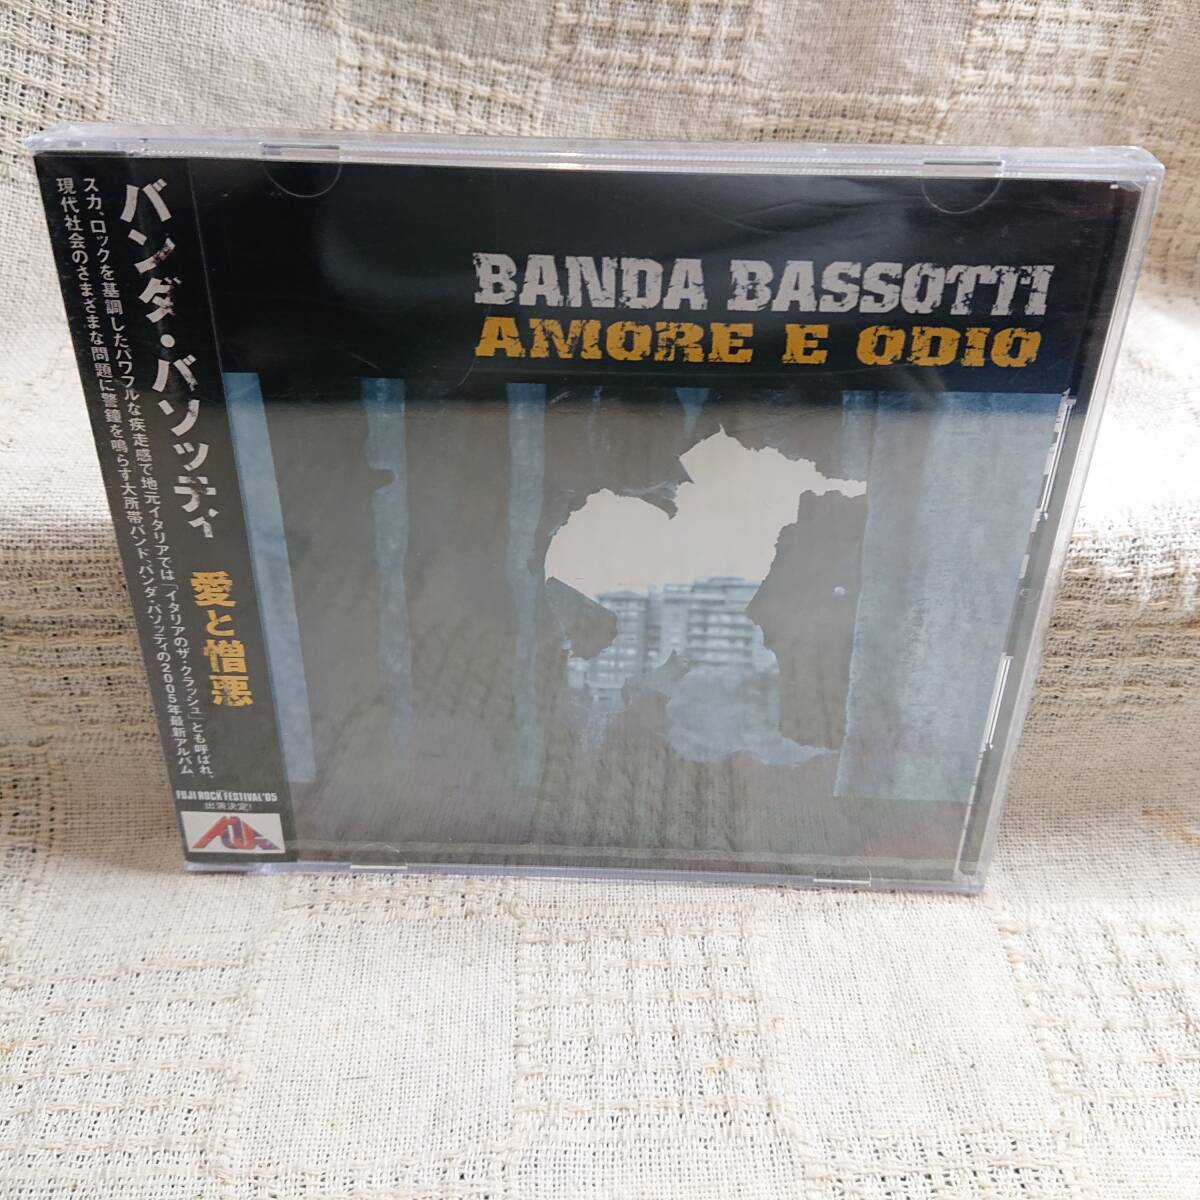 バンダ・バソッティ
愛と憎悪
スカ、ロックを基調したパワフルな疾走感で地元イタリアでは「イタリアのザ・クラッシュ」とも呼ばれ、
現代社会のさまざまな問題に警鐘を鳴らす大所帯バンド、バンダ・バソッティの2005年最新アルバム。
FUJI ROCK FESTIVAL'05
出演決定!
BANDA BASSOTTI
AMORE E ODIO